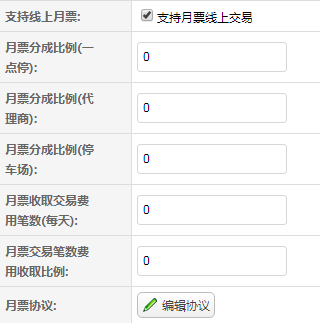 支持线上月票: 支持月票线上交易
月票分成比例(一
点停):
0
月票分成比例(代
理商):
0
月票分成比例(停
车场):
0
月票收取交易费
用笔数(每天):
0
月票交易笔数费
用收取比例:
0
月票协议: 编辑协议